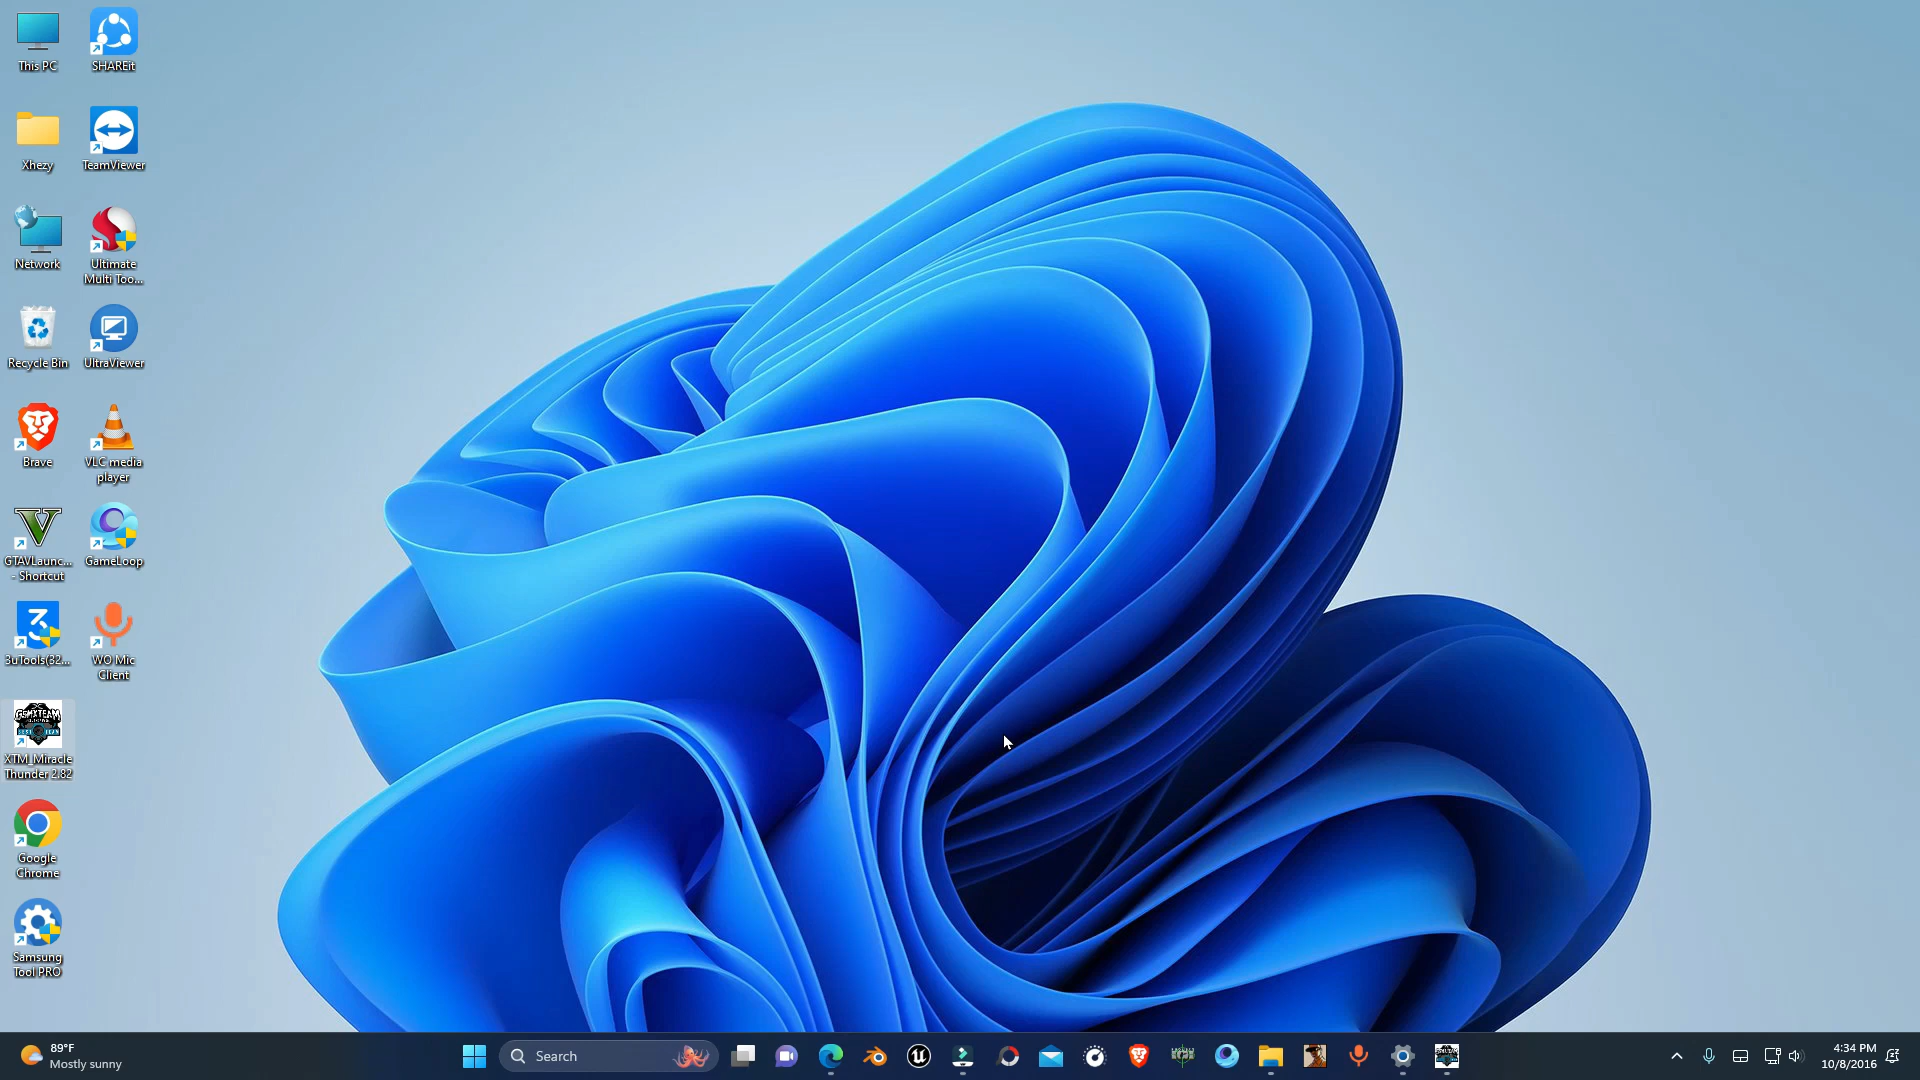 This PC
SHAREit
Xhezy
TeamViewer
Network
Ultimate
Multi Too...
Recycle Bin
UltraViewer
Brave
VLC media
player
GTAVLaunc...
- Shortcut
GameLoop
3uTools(32...
WO Mic
Client
GSMXTEAM
XTM_Miracle
Thunder 2.82
Google
Chrome
Samsung
Tool PRO
89°F
Mostly sunny
Search
4:34 PM
10/8/2016